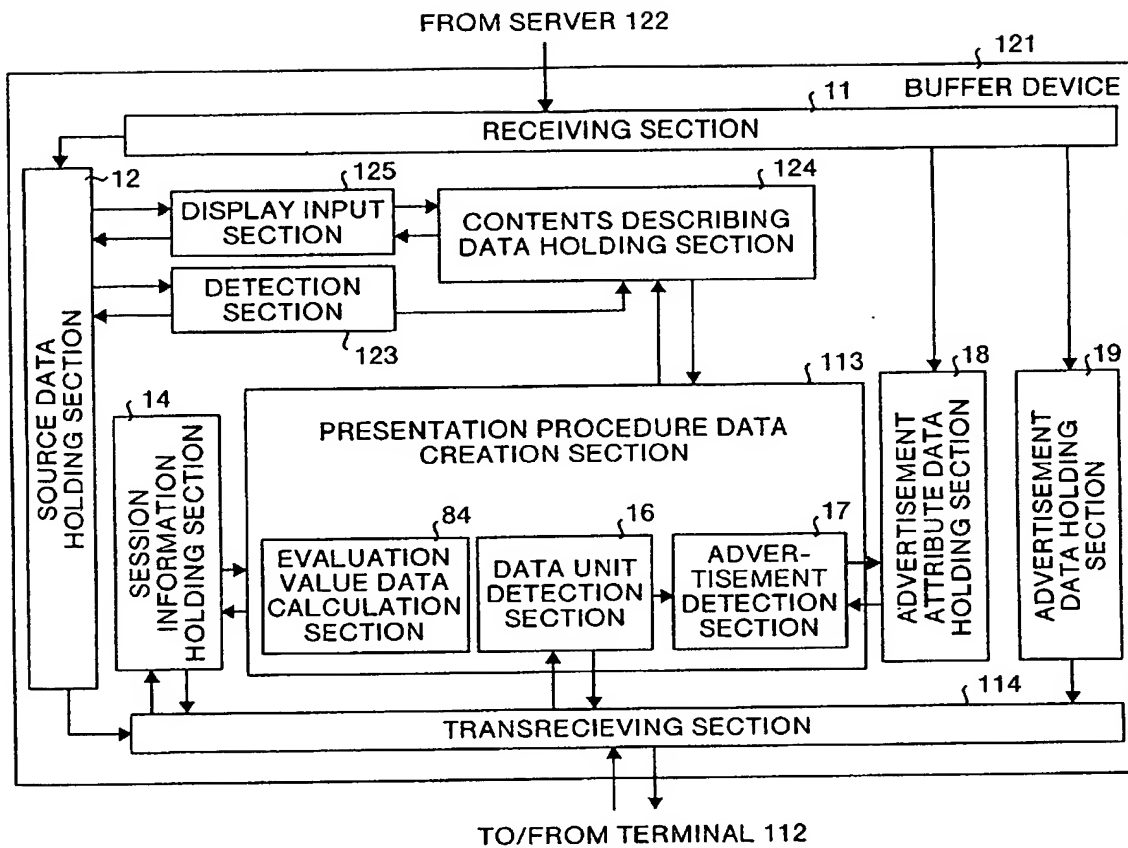 FROM SERVER 122
121
BUFFER DEVICE
11
RECEIVING SECTION
12
SOURCE DATA
HOLDING SECTION
125
DISPLAY INPUT
SECTION
124
CONTENTS DESCRIBING
DATA HOLDING SECTION
DETECTION
SECTION
123
14
SESSION
INFORMATION
HOLDING SECTION
113
PRESENTATION PROCEDURE DATA
CREATION SECTION
84
EVALUATION
VALUE DATA
CALCULATION
SECTION
16
DATA UNIT
DETECTION
SECTION
17
ADVER-
TISEMENT
DETECTION
SECTION
18
ADVERTISEMENT
ATTRIBUTE DATA
HOLDING SECTION
19
ADVERTISEMENT
DATA HOLDING
SECTION
114
TRANSRECIEVING SECTION
TO/FROM TERMINAL 112